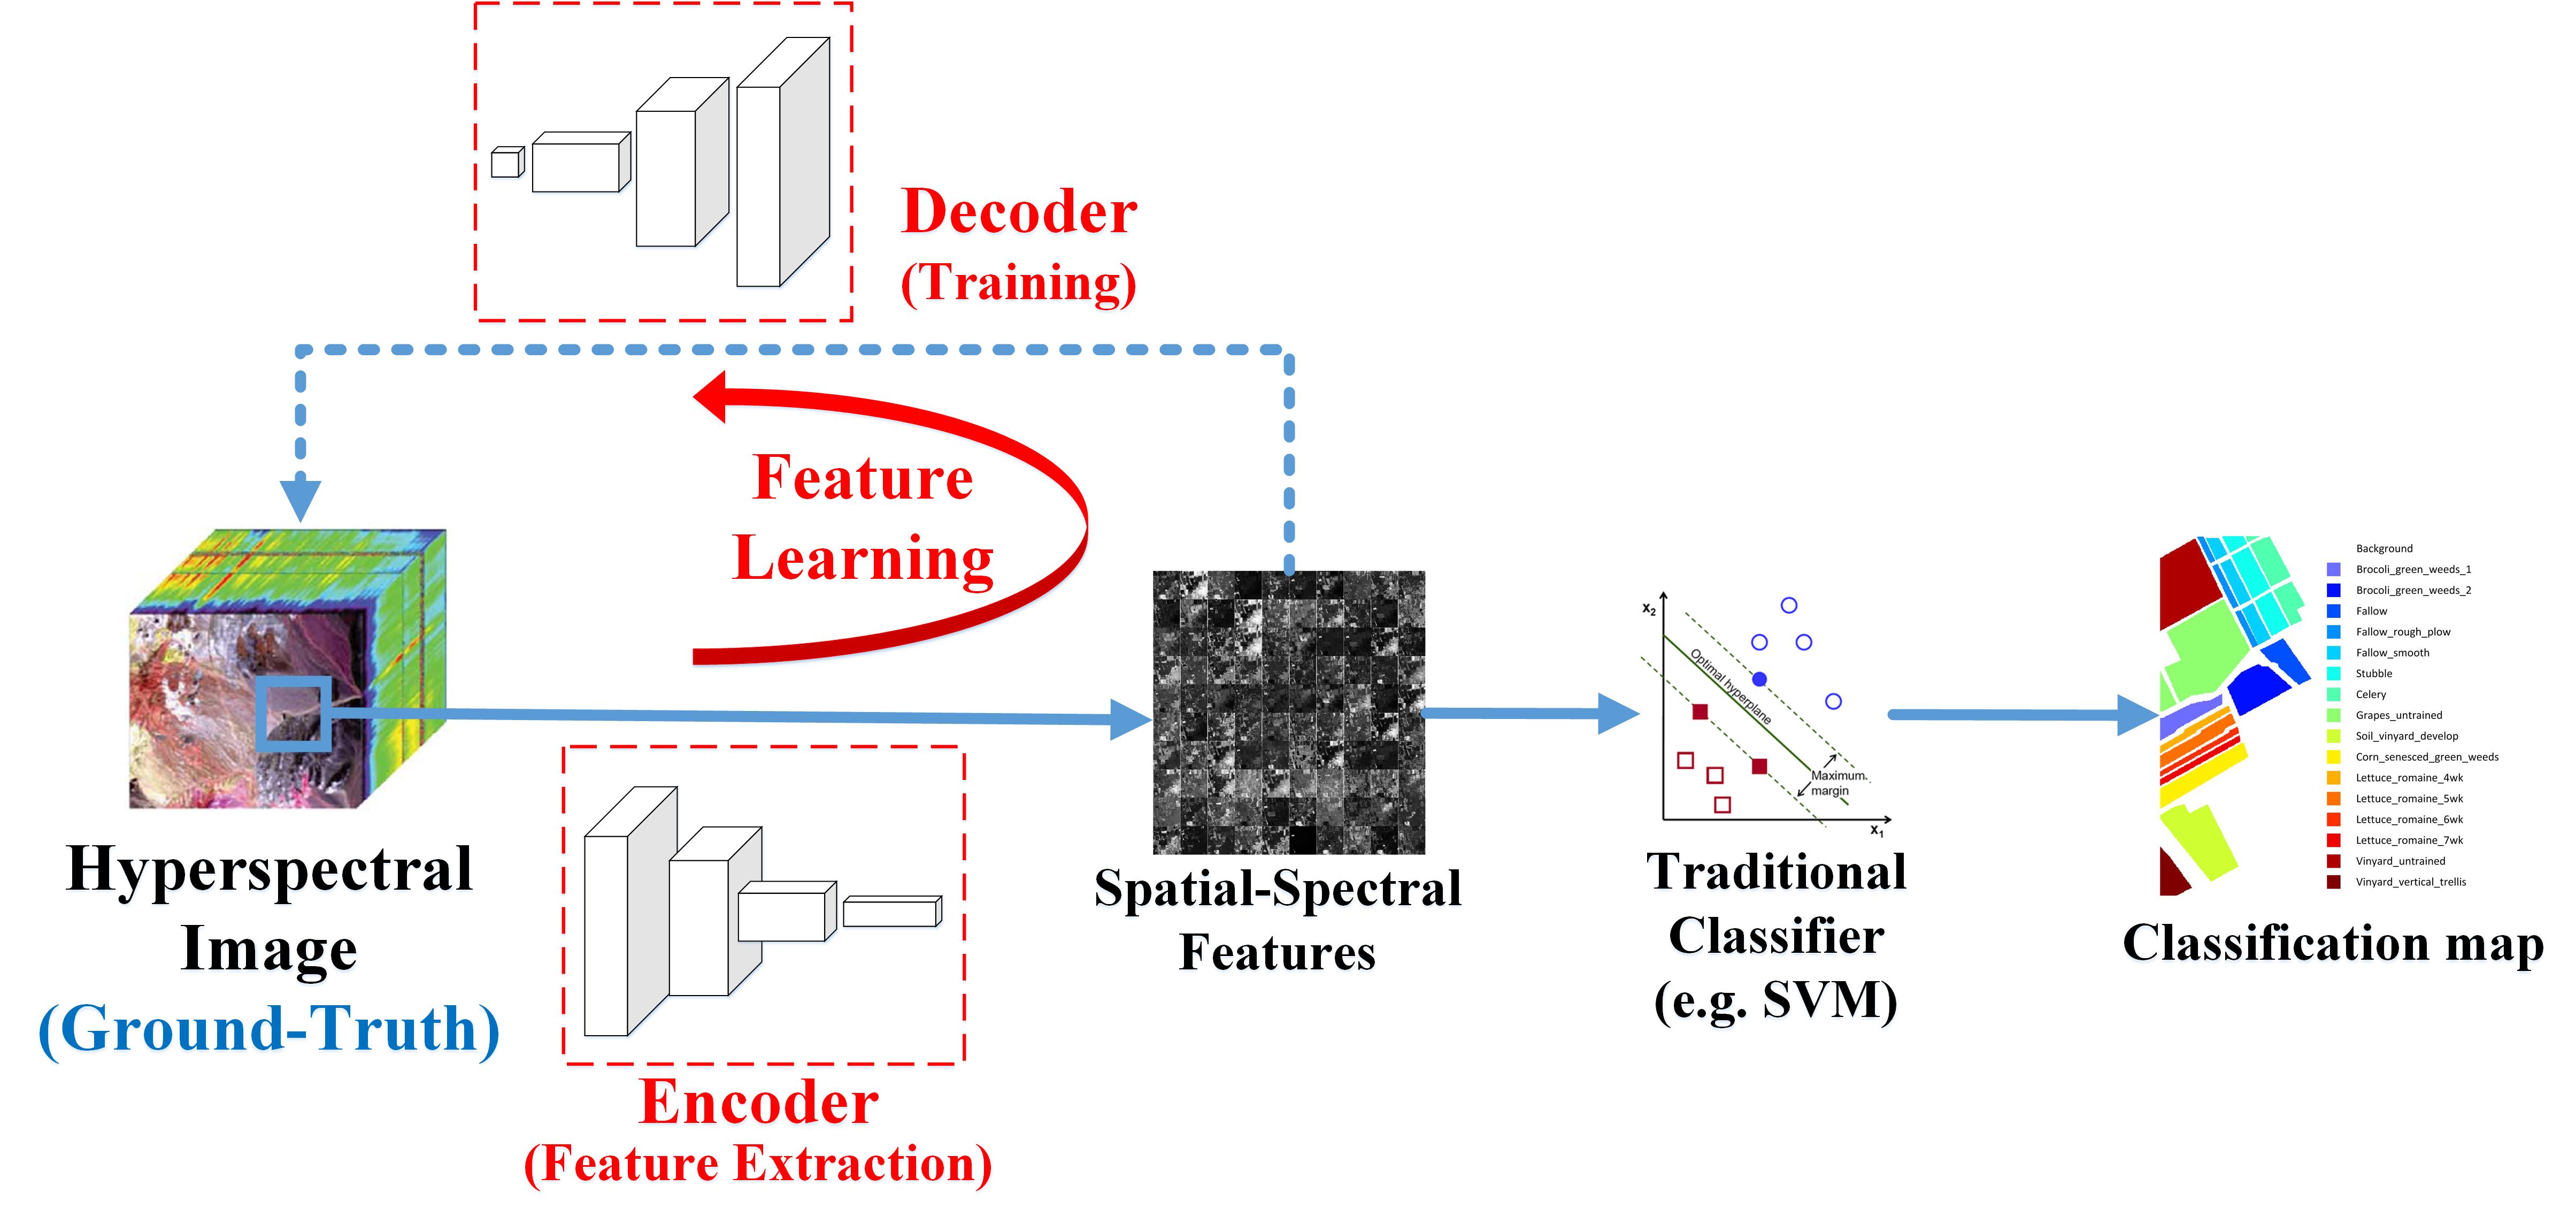 Decoder
(Training)
Feature
Learning
Hyperspectral
Image
(Ground-Truth)
Encoder
(Feature Extraction)
Spatial-Spectral
Features
x2
Optimal hyperplane
Maximum
margin
x1
Traditional
Classifier
(e.g. SVM)
Background
Brocoli_green_weeds_1
Brocoli_green_weeds_2
Fallow
Fallow_rough_plow
Fallow_smooth
Stubble
Celery
Grapes_untrained
Soil_vinyard_develop
Corn_senesced_green_weeds
Lettuce_romaine_4wk
Lettuce_romaine_5wk
Lettuce_romaine_6wk
Lettuce_romaine_7wk
Vinyard_untrained
Vinyard_vertical_trellis
Classification map